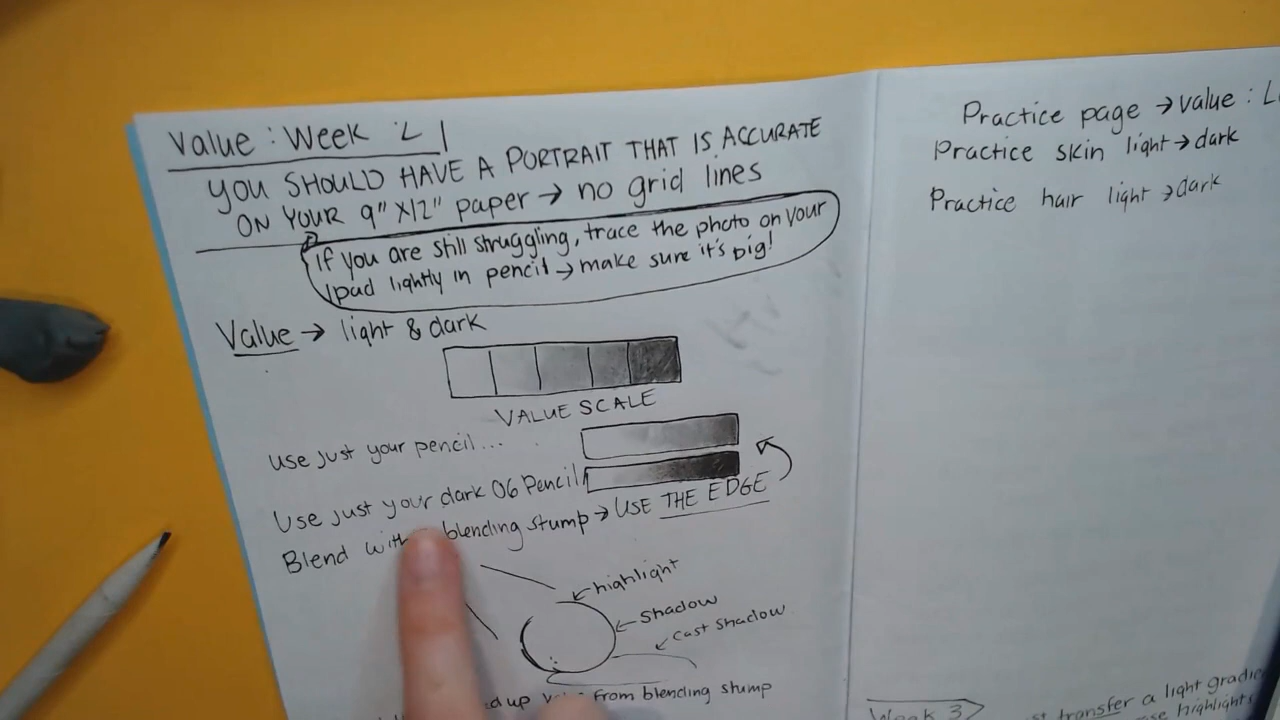 Value : Week
YOU SHOULD HAVE A PORTRAIT THAT IS ACCURATE
ON YOUR 9" X12" paper → no grid lines
if you are still struggling, trace the photo on your
ipad lightly in pencil → make sure it's big!
Value → light & dark
VALUE SCALE
use just your pencil...
Use just your dark 06 Pencil
Blend with blending stump → USE THE EDGE
highlight
Shadow
Cast Shadow
up from blending stump
Practice page → value :
Practice skin light → dark
Practice hair light → dark
Week 3
transfer a light
highlights